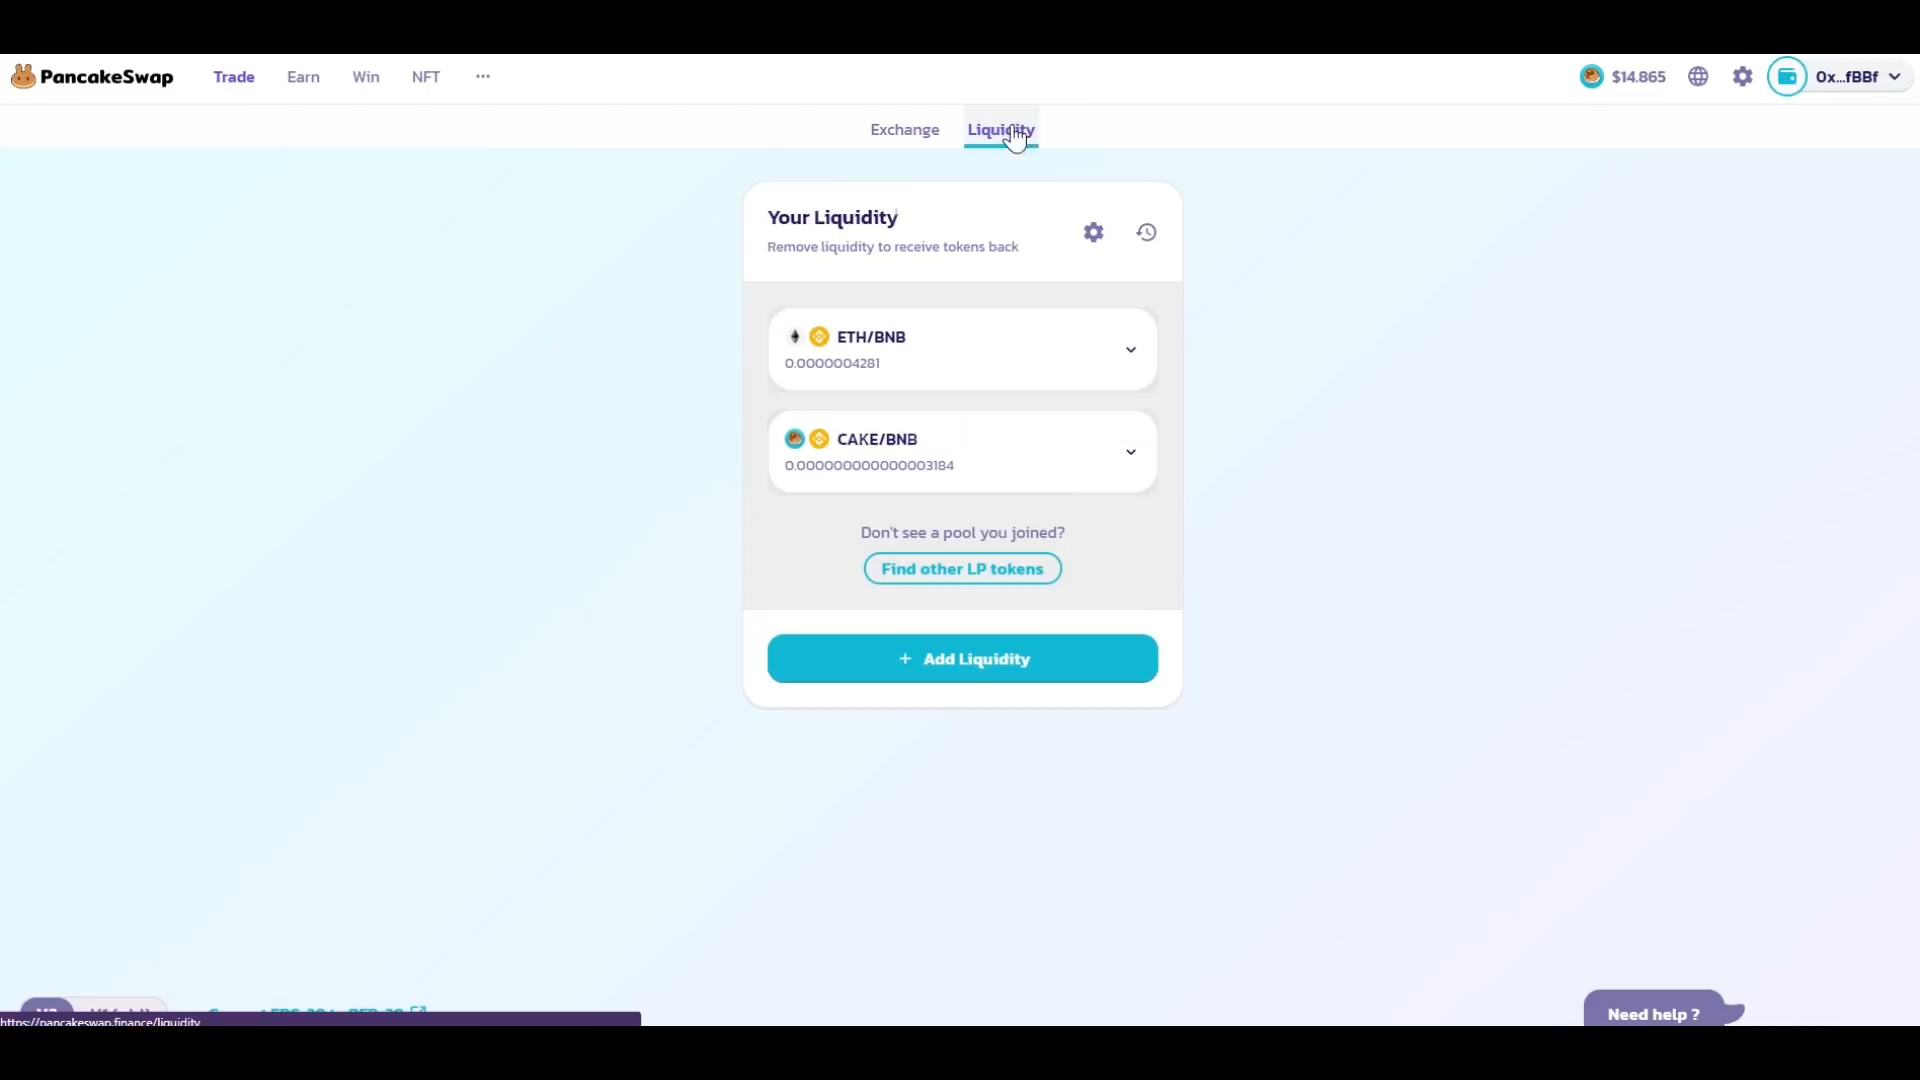 PancakeSwap
Trade
Earn
Win
NFT
$14.865
0x...fBBf
Exchange
Liquidity
Your Liquidity
Remove liquidity to receive tokens back
ETH/BNB
0.0000004281
CAKE/BNB
0.000000000000003184
Don't see a pool you joined?
Find other LP tokens
+ Add Liquidity
https://pancakeswap.finance/liquidity
Need help ?